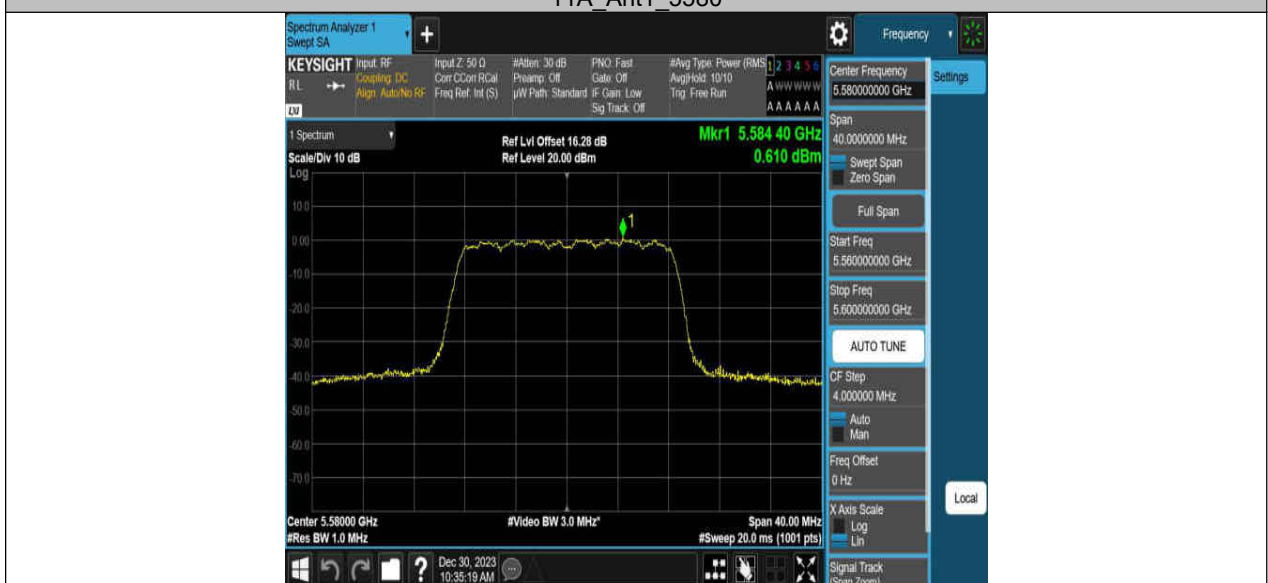 11A_Ant1_5580
Spectrum Analyzer 1
Swept SA
+
Frequency
KEYSIGHT
RL
LXI
Input: RF
Coupling: DC
Align: Auto/No RF
Input Z: 50 Ω
Corr CCorr RCal
Freq Ref: Int (S)
#Atten: 30 dB
Preamp: Off
µW Path: Standard
PNO: Fast
Gate: Off
IF Gain: Low
Sig Track: Off
#Avg Type: Power (RMS
Avg|Hold: 10/10
Trig: Free Run
1 2 3 4 5 6
A W W W W W
A A A A A A
Center Frequency
5.580000000 GHz
Settings
1 Spectrum
Scale/Div 10 dB
Log
Ref Lvl Offset 16.28 dB
Ref Level 20.00 dBm
Mkr1 5.584 40 GHz
0.610 dBm
Span
40.0000000 MHz
Swept Span
Zero Span
Full Span
Start Freq
5.560000000 GHz
Stop Freq
5.600000000 GHz
AUTO TUNE
CF Step
4.000000 MHz
Auto
Man
Freq Offset
0 Hz
X Axis Scale
Log
Lin
Signal Track
(Span Zoom)
Local
10.0
0.00
-10.0
-20.0
-30.0
-40.0
-50.0
-60.0
-70.0
1
Center 5.58000 GHz
#Res BW 1.0 MHz
#Video BW 3.0 MHz*
Span 40.00 MHz
#Sweep 20.0 ms (1001 pts)
?
Dec 30, 2023
10:35:19 AM